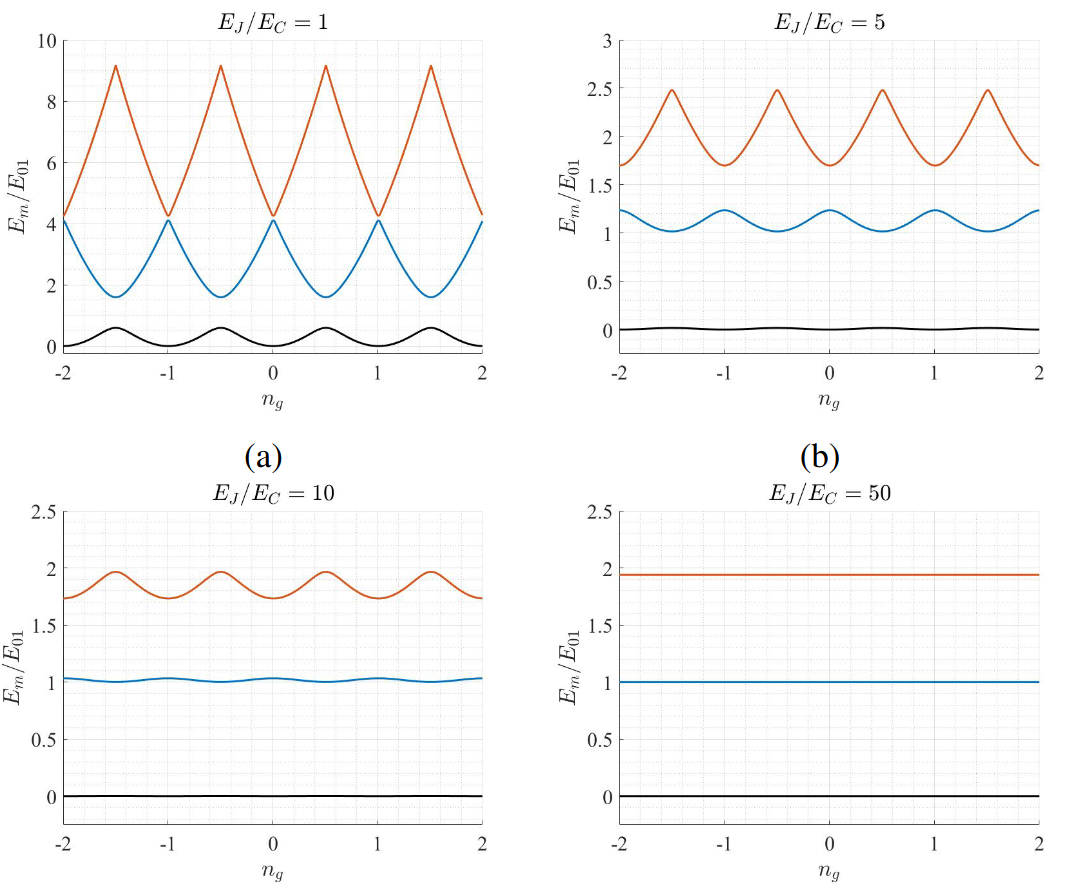 E_J/E_C = 1
10
8
6
4
2
0
E_m/E_01
-2 -1 0 1 2
n_g
(a)
E_J/E_C = 5
3
2.5
2
1.5
1
0.5
0
E_m/E_01
-2 -1 0 1 2
n_g
(b)
E_J/E_C = 10
2.5
2
1.5
1
0.5
0
E_m/E_01
-2 -1 0 1 2
n_g
E_J/E_C = 50
2.5
2
1.5
1
0.5
0
E_m/E_01
-2 -1 0 1 2
n_g